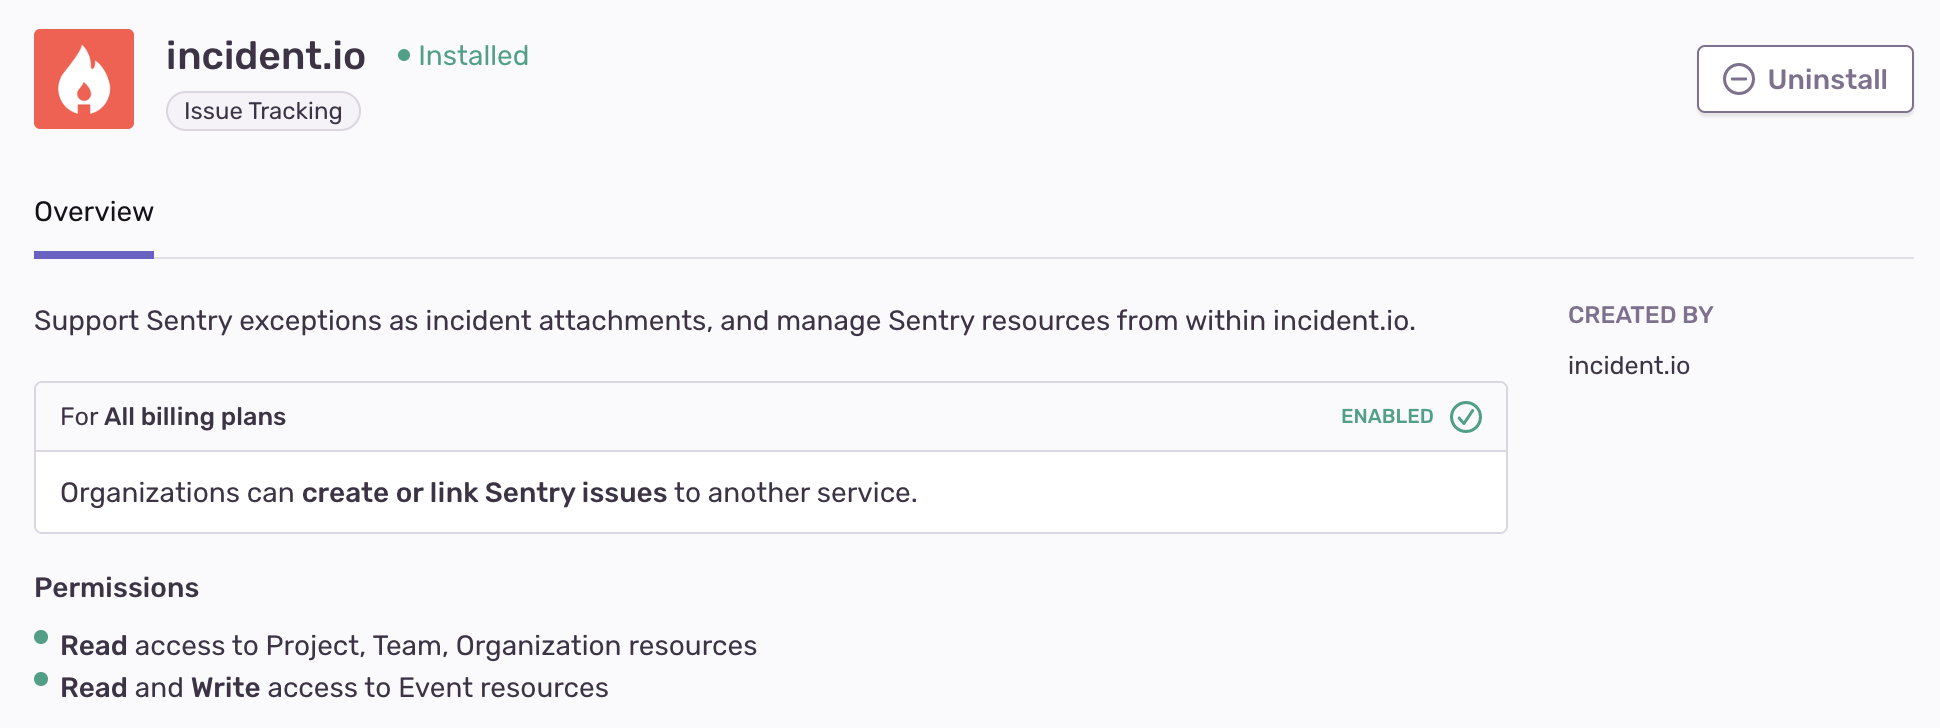 incident.io
Installed
Issue Tracking
Uninstall
Overview
Support Sentry exceptions as incident attachments, and manage Sentry resources from within incident.io.
CREATED BY
incident.io
For All billing plans
ENABLED
Organizations can create or link Sentry issues to another service.
Permissions
Read access to Project, Team, Organization resources
Read and Write access to Event resources